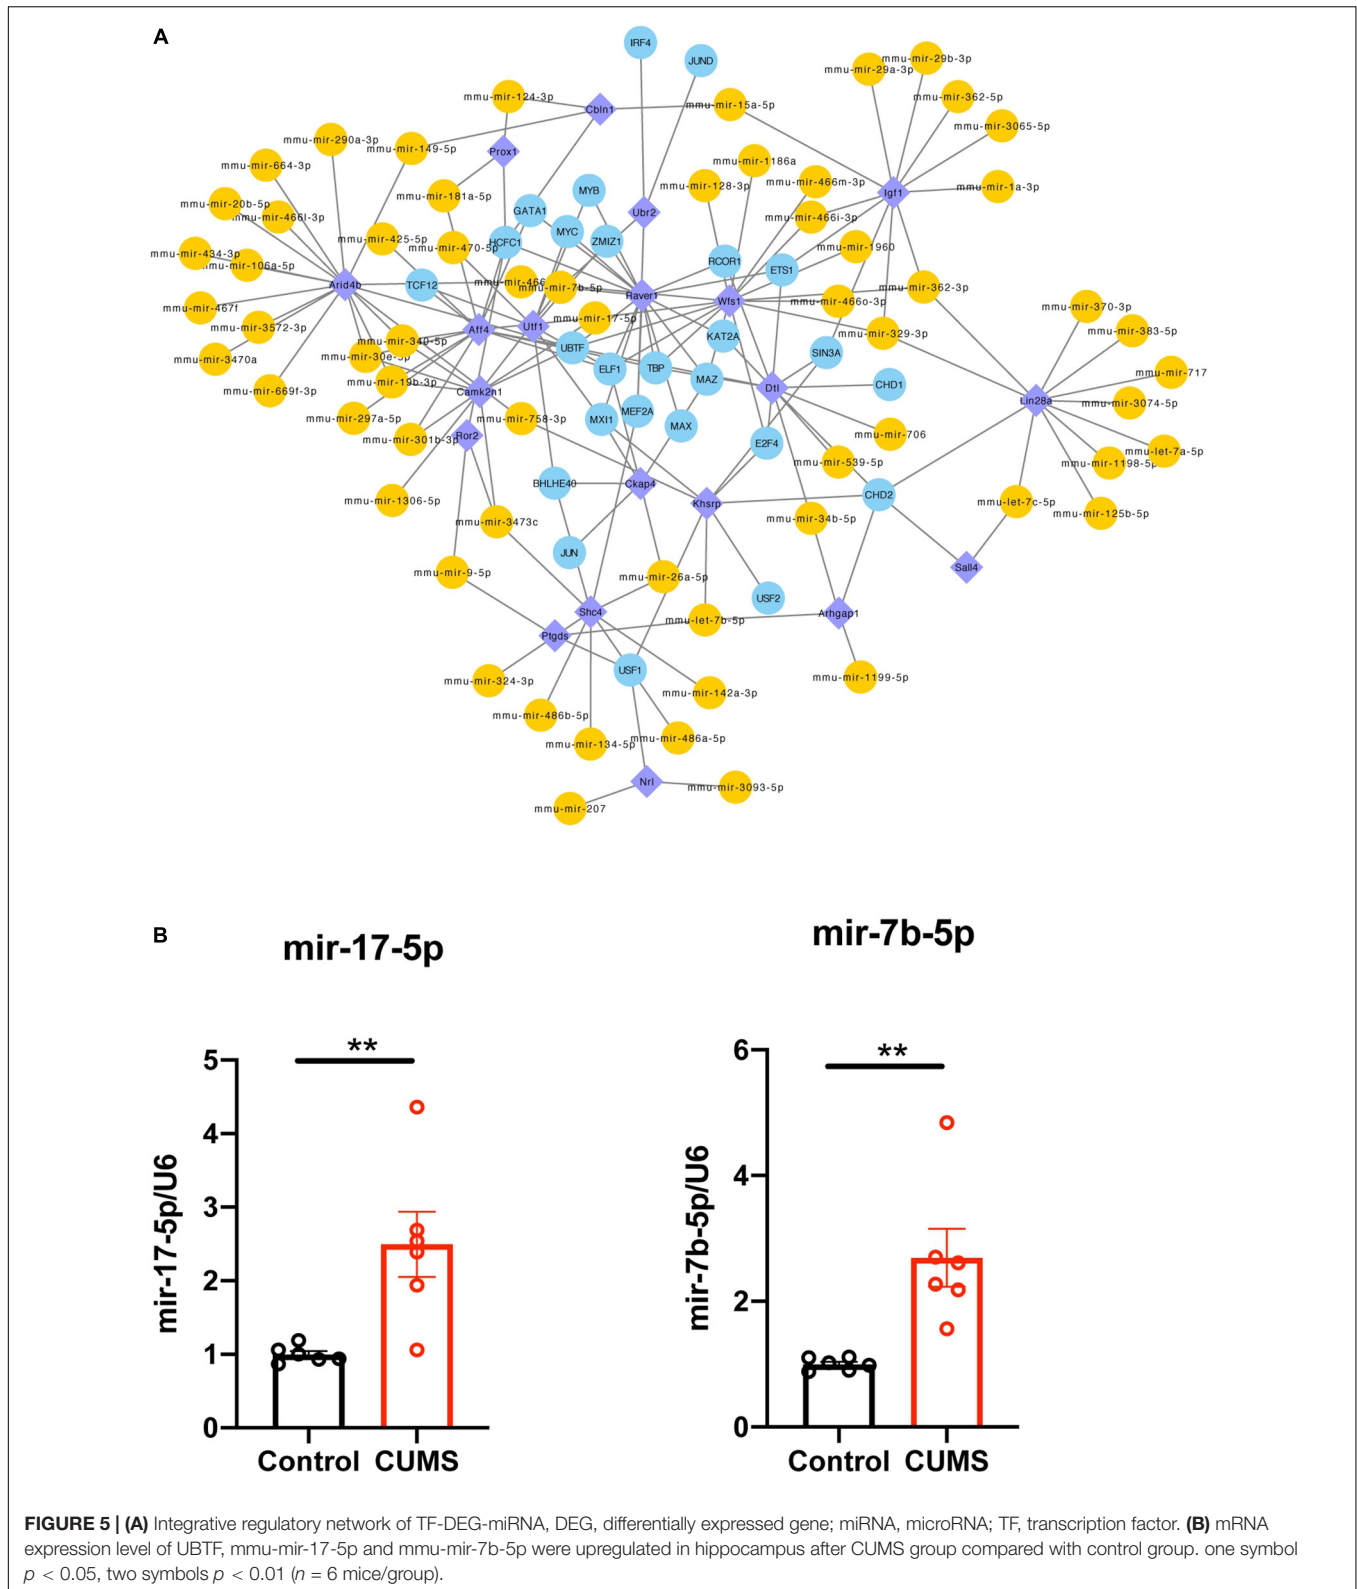 A
IRF4
JUND
mmu-mir-29b-3p
mmu-mir-29a-3p
mmu-mir-362-5p
mmu-mir-124-3p
Cbln1
mmu-mir-15a-5p
mmu-mir-3065-5p
mmu-mir-290a-3p
mmu-mir-149-5p
Prox1
mmu-mir-664-3p
mmu-mir-1186a
mmu-mir-128-3p
mmu-mir-466m-3p
Igf1
mmu-mir-1a-3p
mmu-mir-181a-5p
MYB
mmu-mir-20b-5p
mmu-mir-466l-3p
GATA1
Ubr2
mmu-mir-466i-3p
mmu-mir-425-5p
mmu-mir-470-5p
HCFC1
MYC
ZMIZ1
mmu-mir-1960
mmu-mir-434-3p
mmu-mir-106a-5p
RCOR1
ETS1
Arid4b
TCF12
mmu-mir-466
mmu-mir-7b-5p
Raver1
Wfs1
mmu-mir-466o-3p
mmu-mir-362-3p
mmu-mir-467f
mmu-mir-370-3p
mmu-mir-3572-3p
mmu-mir-340-5p
Aff4
Utf1
mmu-mir-17-5p
KAT2A
mmu-mir-329-3p
mmu-mir-383-5p
mmu-mir-3470a
mmu-mir-30e-5p
UBTF
SIN3A
mmu-mir-717
ELF1
TBP
MAZ
Dtl
CHD1
mmu-mir-669f-3p
mmu-mir-19b-3p
Camk2n1
Lin28a
mmu-mir-3074-5p
mmu-mir-297a-5p
mmu-mir-758-3p
MXI1
MEF2A
MAX
mmu-mir-301b-3p
Ror2
E2F4
mmu-mir-706
mmu-let-7a-5p
mmu-mir-539-5p
mmu-mir-1198-5p
BHLHE40
Ckap4
mmu-mir-1306-5p
Khsrp
CHD2
mmu-let-7c-5p
mmu-mir-125b-5p
mmu-mir-3473c
mmu-mir-34b-5p
JUN
mmu-mir-9-5p
mmu-mir-26a-5p
Sall4
USF2
Shc4
mmu-let-7b-5p
Arhgap1
Ptgds
USF1
mmu-mir-324-3p
mmu-mir-142a-3p
mmu-mir-1199-5p
mmu-mir-486b-5p
mmu-mir-134-5p
mmu-mir-486a-5p
Nrl
mmu-mir-3093-5p
mmu-mir-207
B
mir-17-5p
mir-7b-5p
**
**
mir-17-5p/U6
5
4
3
2
1
0
Control CUMS
mir-7b-5p/U6
6
4
2
0
Control CUMS
FIGURE 5 | (A) Integrative regulatory network of TF-DEG-miRNA, DEG, differentially expressed gene; miRNA, microRNA; TF, transcription factor. (B) mRNA
expression level of UBTF, mmu-mir-17-5p and mmu-mir-7b-5p were upregulated in hippocampus after CUMS group compared with control group. one symbol
p < 0.05, two symbols p < 0.01 (n = 6 mice/group).